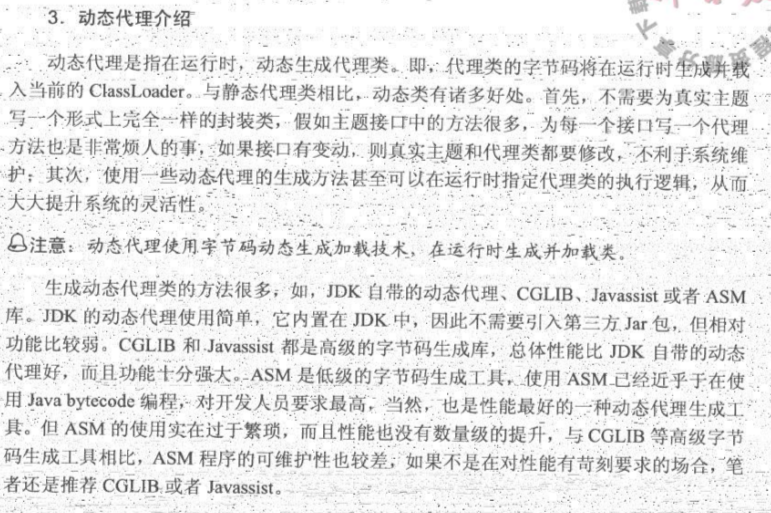 3．动态代理介绍
动态代理是指在运行时，动态生成代理类。即，代理类的字节码将在运行时生成并载
入当前的 ClassLoader。与静态代理类相比，动态类有诸多好处。首先，不需要为真实主题
写一个形式上完全一样的封装类，假如主题接口中的方法很多，为每一个接口写一个代理
方法也是非常烦人的事，如果接口有变动，则真实主题和代理类都要修改，不利于系统维
护；其次，使用一些动态代理的生成方法甚至可以在运行时指定代理类的执行逻辑，从而
大大提升系统的灵活性。
注意：动态代理使用字节码动态生成加载技术，在运行时生成并加载类。
生成动态代理类的方法很多，如，JDK 自带的动态代理、CGLIB、Javassist 或者 ASM
库。JDK 的动态代理使用简单，它内置在 JDK 中，因此不需要引入第三方 Jar 包，但相对
功能比较弱。CGLIB 和 Javassist 都是高级的字节码生成库，总体性能比 JDK 自带的动态
代理好，而且功能十分强大。ASM 是低级的字节码生成工具，使用 ASM 已经近乎于在使
用 Java bytecode 编程，对开发人员要求最高，当然，也是性能最好的一种动态代理生成工
具。但 ASM 的使用实在过于繁琐，而且性能也没有数量级的提升，与 CGLIB 等高级字节
码生成工具相比，ASM 程序的可维护性也较差，如果不是在对性能有苛刻要求的场合，笔
者还是推荐 CGLIB 或者 Javassist。